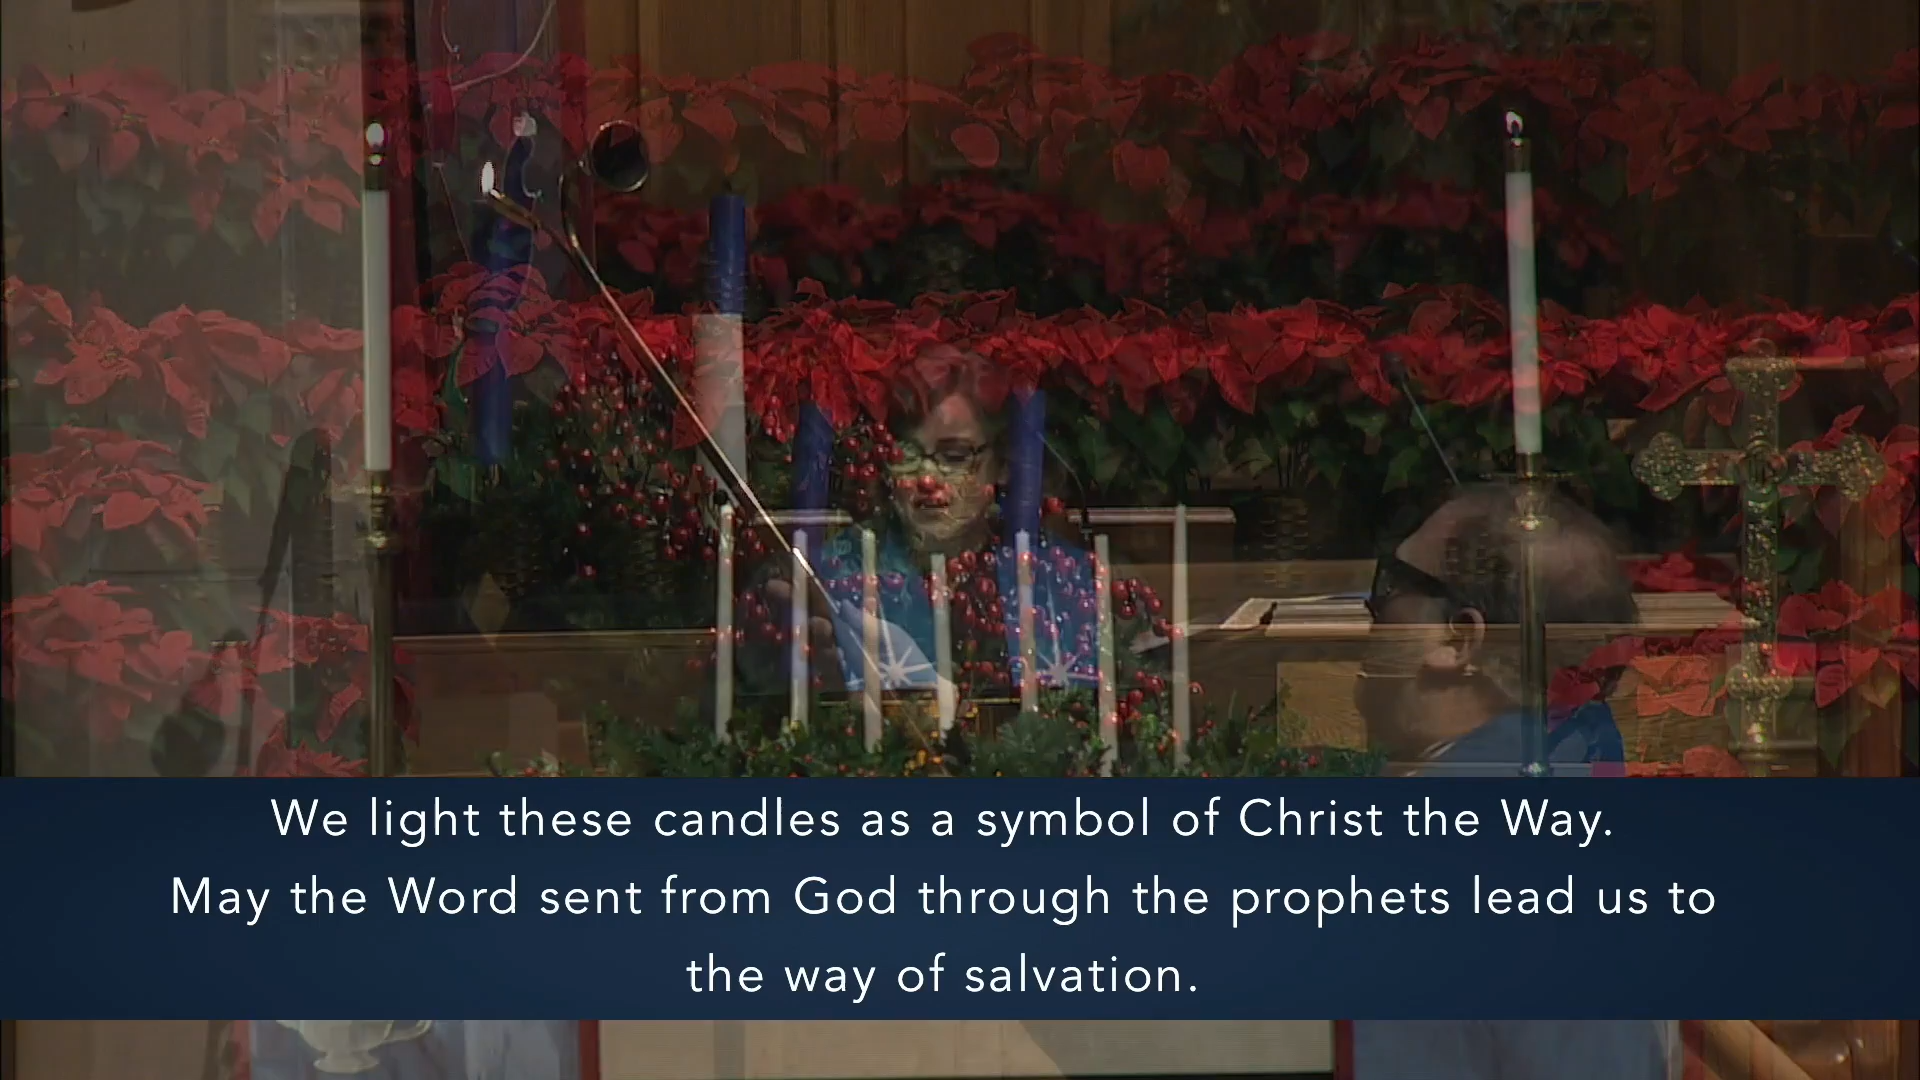 We light these candles as a symbol of Christ the Way.
May the Word sent from God through the prophets lead us to
the way of salvation.